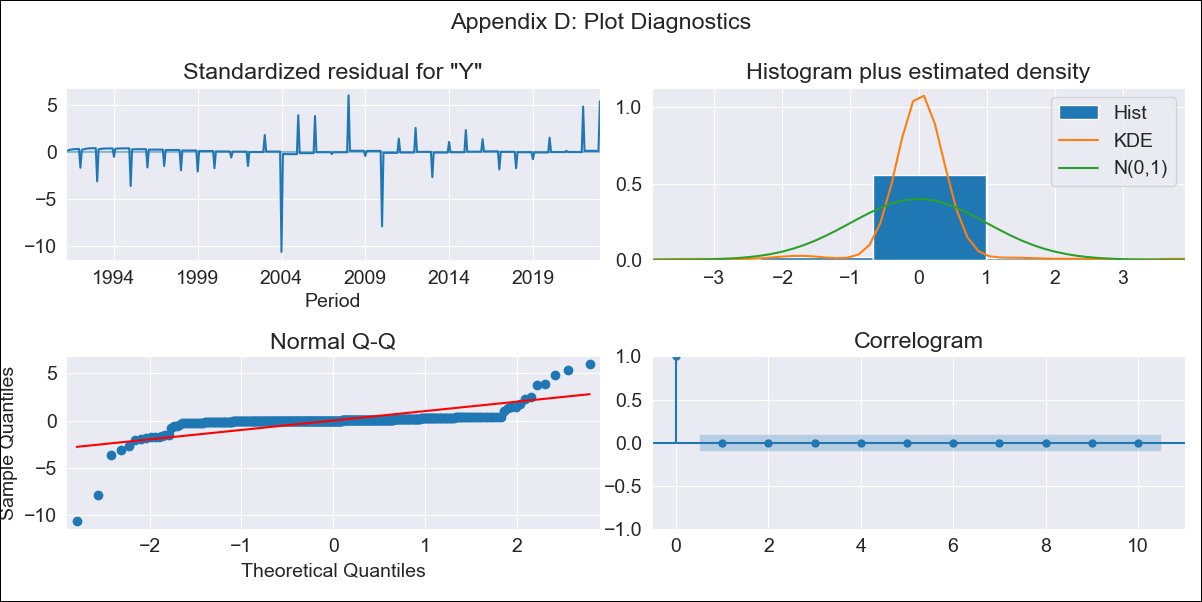 Appendix D: Plot Diagnostics
Standardized residual for "Y"
5
0
−5
−10
1994 1999 2004 2009 2014 2019
Period
Histogram plus estimated density
1.0
0.5
0.0
Hist
KDE
N(0,1)
−3 −2 −1 0 1 2 3
Normal Q-Q
Sample Quantiles
5
0
−5
−10
−2 −1 0 1 2
Theoretical Quantiles
Correlogram
1.0
0.5
0.0
−0.5
−1.0
0 2 4 6 8 10